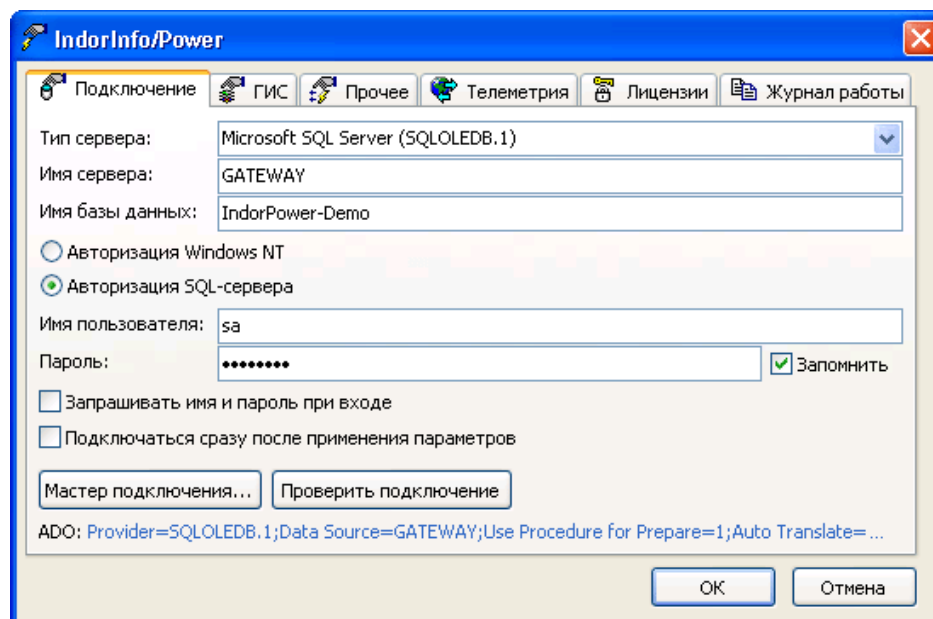 IndorInfo/Power
Подключение ГИС Прочее Телеметрия Лицензии Журнал работы
Тип сервера: Microsoft SQL Server (SQLOLEDB.1)
Имя сервера: GATEWAY
Имя базы данных: IndorPower-Demo
Авторизация Windows NT
Авторизация SQL-сервера
Имя пользователя: sa
Пароль: •••••••• Запомнить
Запрашивать имя и пароль при входе
Подключаться сразу после применения параметров
Мастер подключения... Проверить подключение
ADO: Provider=SQLOLEDB.1;Data Source=GATEWAY;Use Procedure for Prepare=1;Auto Translate= ...
ОК Отмена